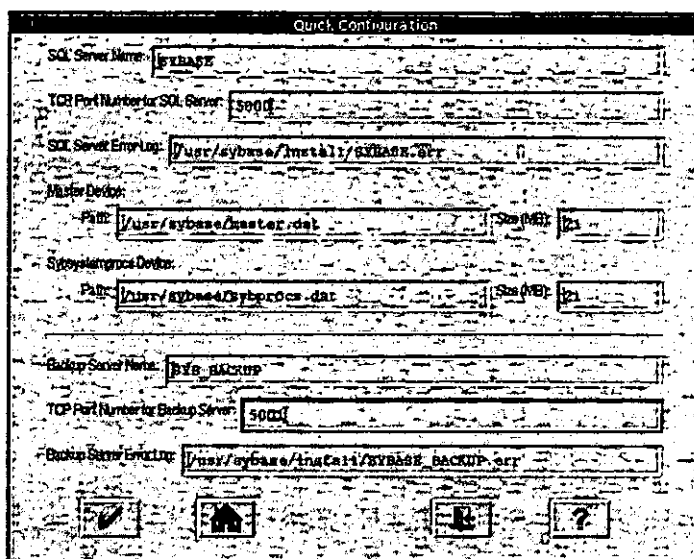 Quick Configuration
SQL Server Name: SYBASE
TCP Port Number for SQL Server: 5000
SQL Server Error Log: /usr/sybase/install/SYBASE.err
Master Device:
Path: /usr/sybase/master.dat Size (MB): 21
Sybsystemprocs Device:
Path: /usr/sybase/sybprocs.dat Size (MB): 21
Backup Server Name: SYB_BACKUP
TCP Port Number for Backup Server:
Backup Server Error Log: /usr/sybase/install/SYBASE_BACKUP.err
?